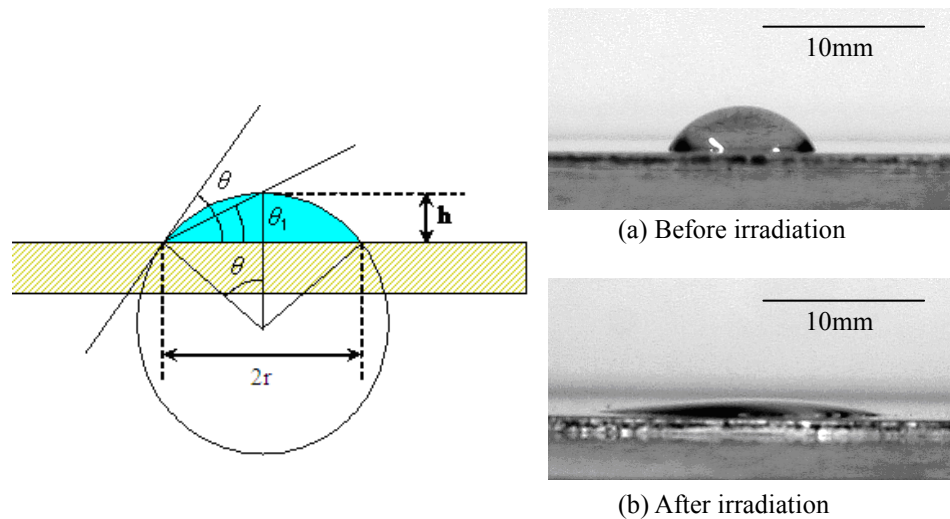 θ
θ₁
h
θ
2r
10mm
(a) Before irradiation
10mm
(b) After irradiation